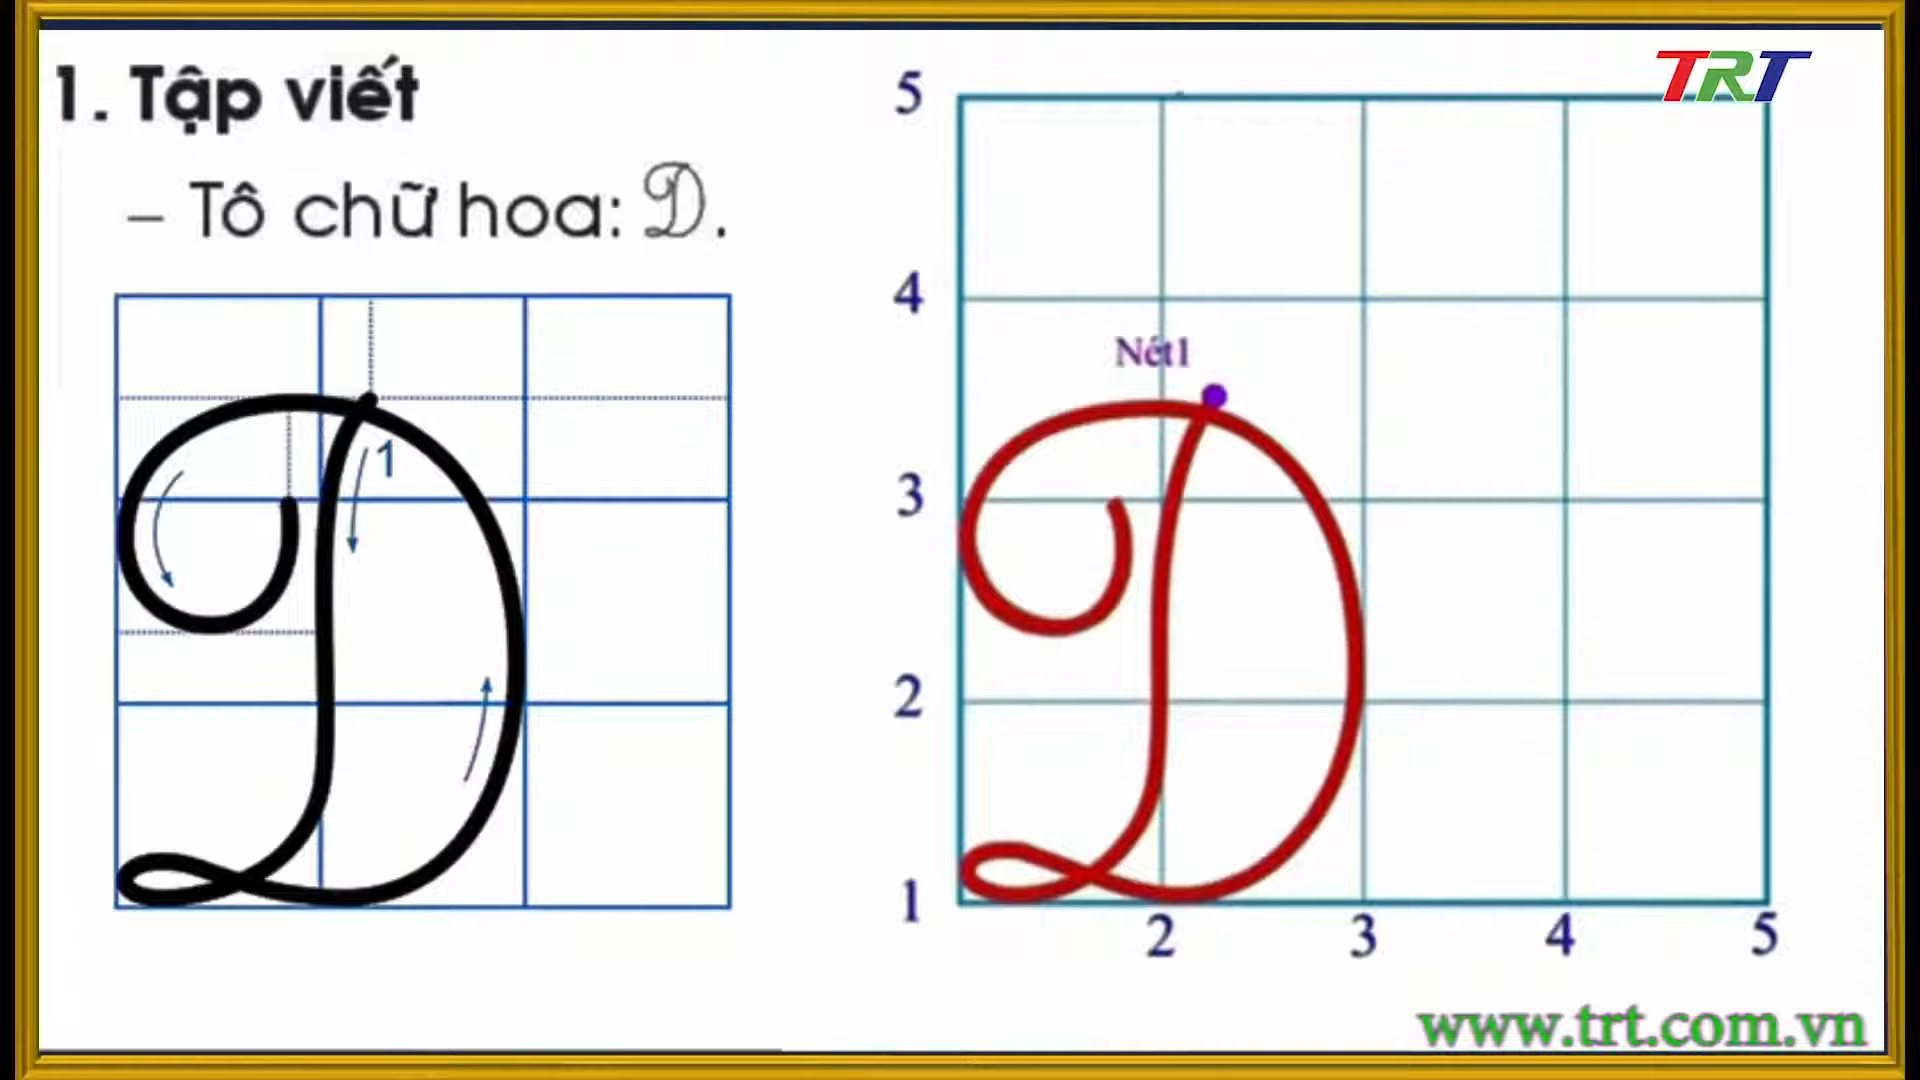 1. Tập viết
– Tô chữ hoa: D.
1
TRT
5
4
Nét1
3
2
1
2 3 4 5
www.trt.com.vn